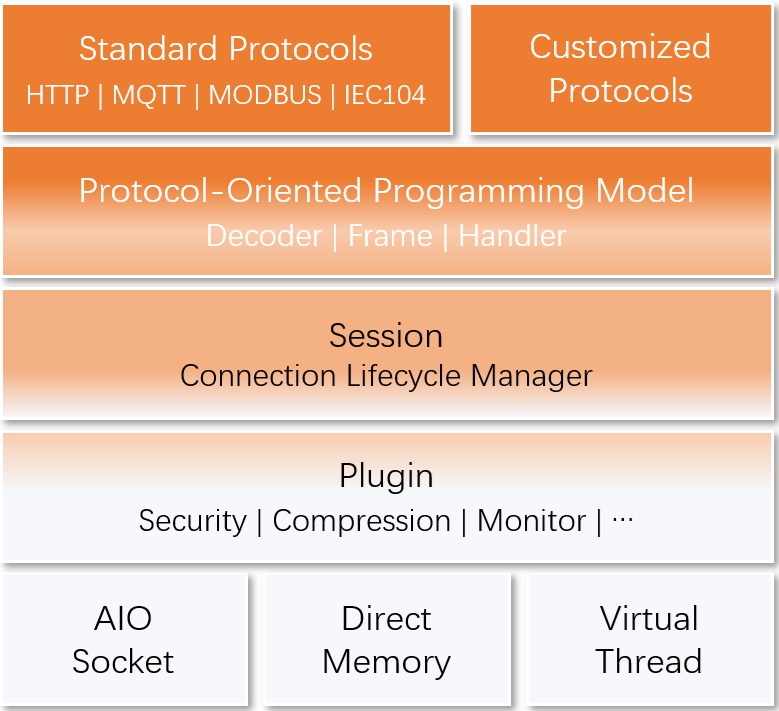 Standard Protocols
HTTP | MQTT | MODBUS | IEC104
Customized
Protocols
Protocol-Oriented Programming Model
Decoder | Frame | Handler
Session
Connection Lifecycle Manager
Plugin
Security | Compression | Monitor | ···
AIO
Socket
Direct
Memory
Virtual
Thread